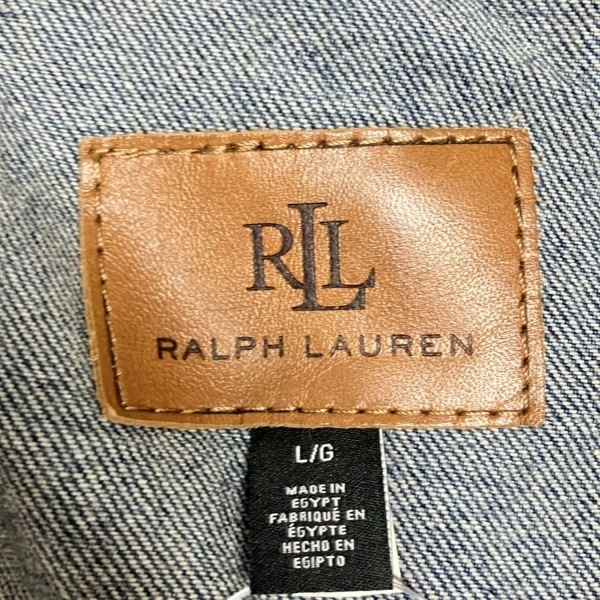 RLL
RALPH LAUREN
L/G
MADE IN
EGYPT
FABRIQUÉ EN
ÉGYPTE
HECHO EN
EGIPTO